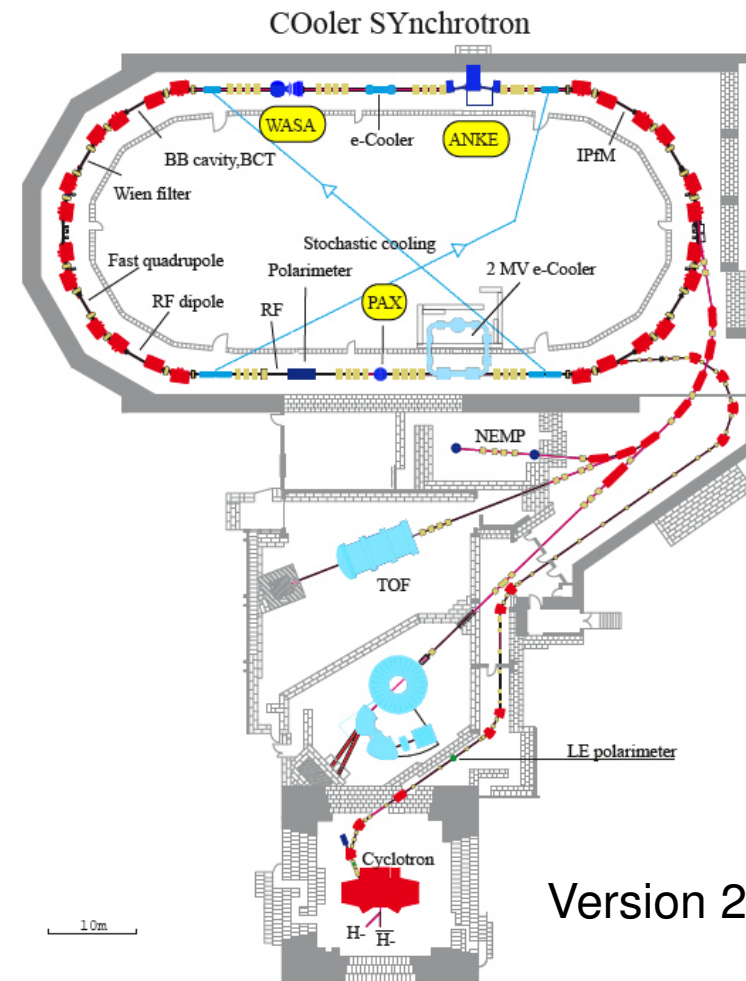 COoler SYnchrotron
WASA
e-Cooler
ANKE
BB cavity,BCT
IPfM
Wien filter
Stochastic cooling
Fast quadrupole
Polarimeter
2 MV e-Cooler
RF dipole
RF
PAX
NEMP
TOF
LE polarimeter
Cyclotron
Version 2
10m
H- H-